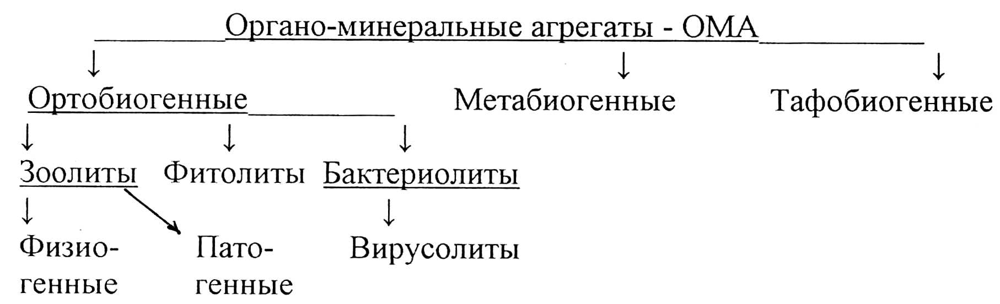 Органо-минеральные агрегаты - ОМА
Ортобиогенные Метабиогенные Тафобиогенные
Зоолиты Фитолиты Бактериолиты
Физио- Пато- Вирусолиты
генные генные